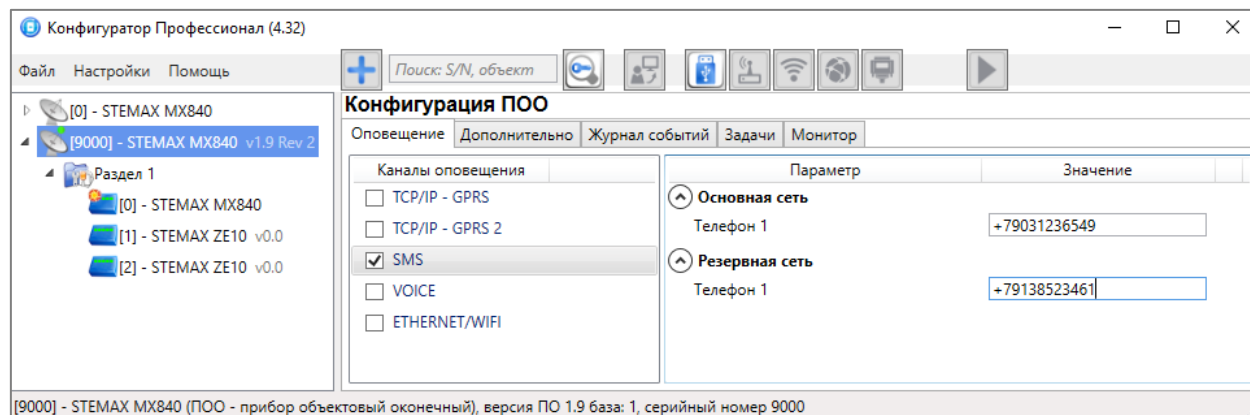 Конфигуратор Профессионал (4.32)
Файл Настройки Помощь Поиск: S/N, объект
[0] - STEMAX MX840
[9000] - STEMAX MX840 v1.9 Rev 2
Раздел 1
[0] - STEMAX MX840
[1] - STEMAX ZE10 v0.0
[2] - STEMAX ZE10 v0.0
Конфигурация ПОО
Оповещение Дополнительно Журнал событий Задачи Монитор
Каналы оповещения
TCP/IP - GPRS
TCP/IP - GPRS 2
SMS
VOICE
ETHERNET/WIFI
Параметр Значение
Основная сеть
Телефон 1 +79031236549
Резервная сеть
Телефон 1 +79138523461
[9000] - STEMAX MX840 (ПОО - прибор объектовый оконечный), версия ПО 1.9 база: 1, серийный номер 9000